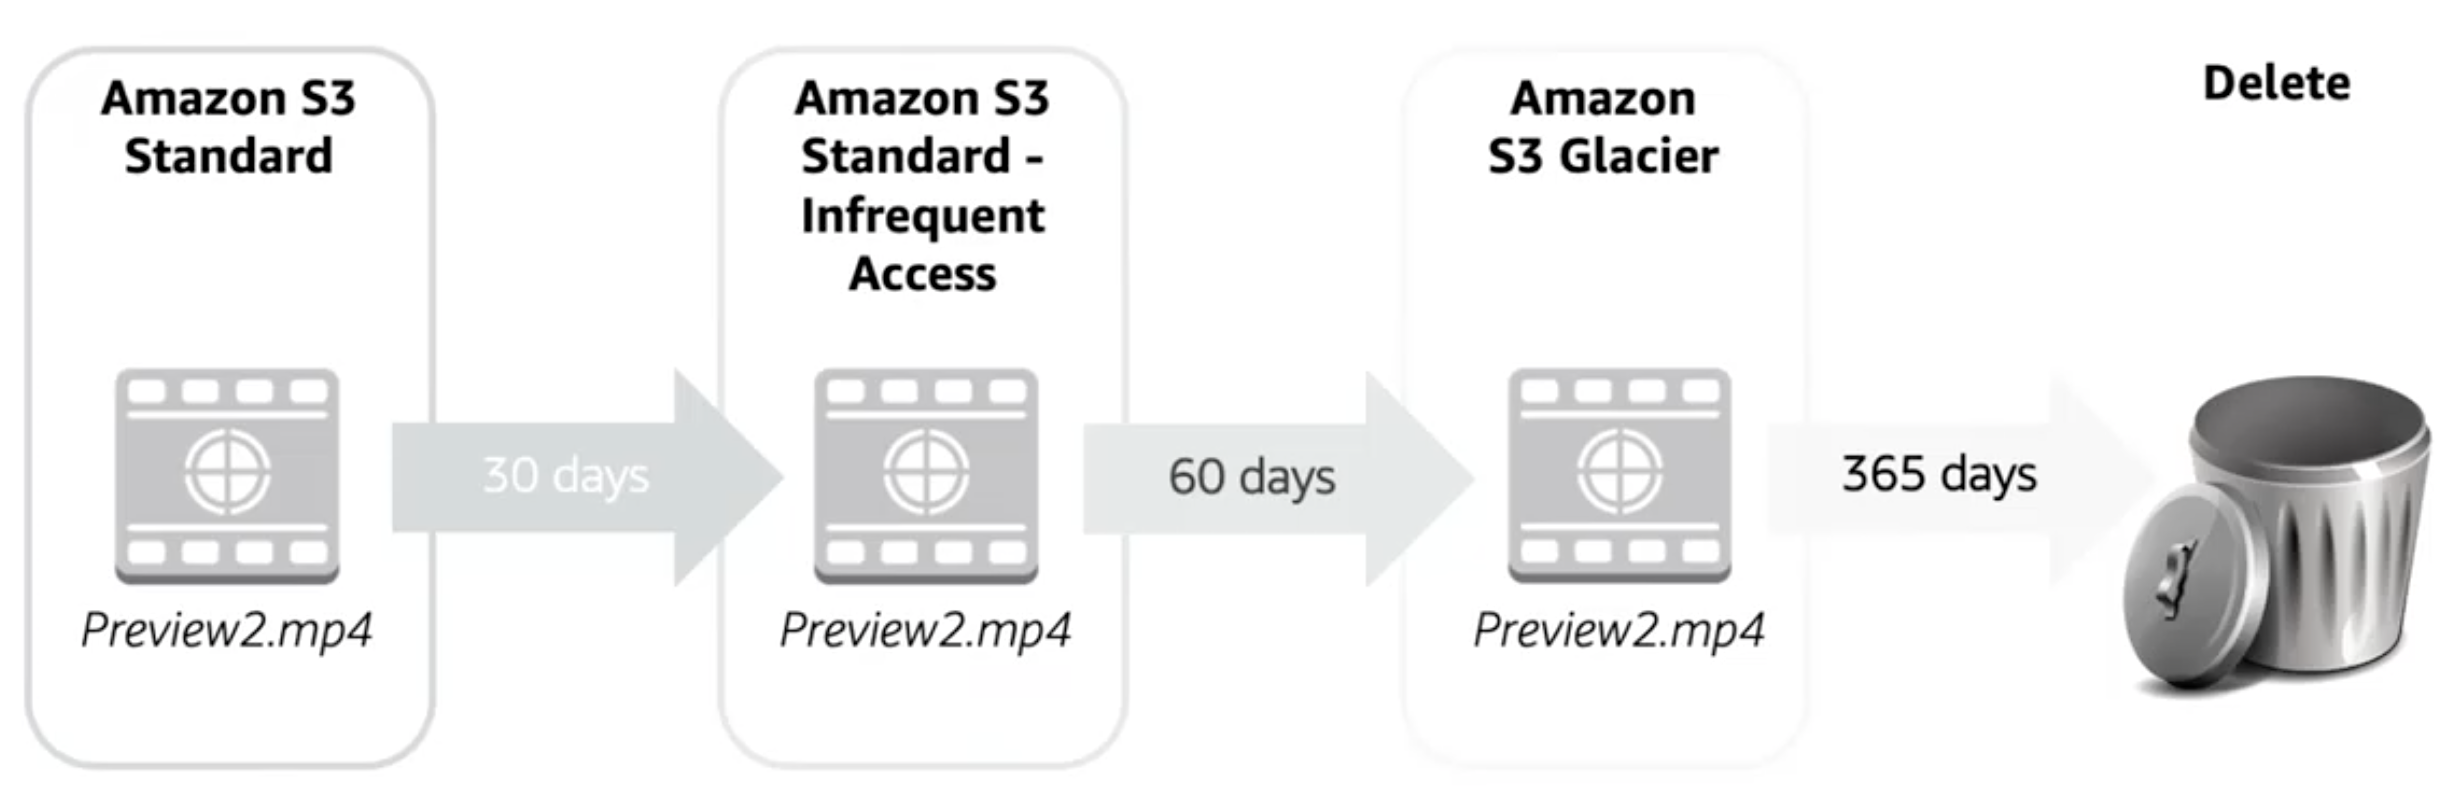 Amazon S3
Standard
Preview2.mp4
30 days
Amazon S3
Standard -
Infrequent
Access
Preview2.mp4
60 days
Amazon
S3 Glacier
Preview2.mp4
365 days
Delete